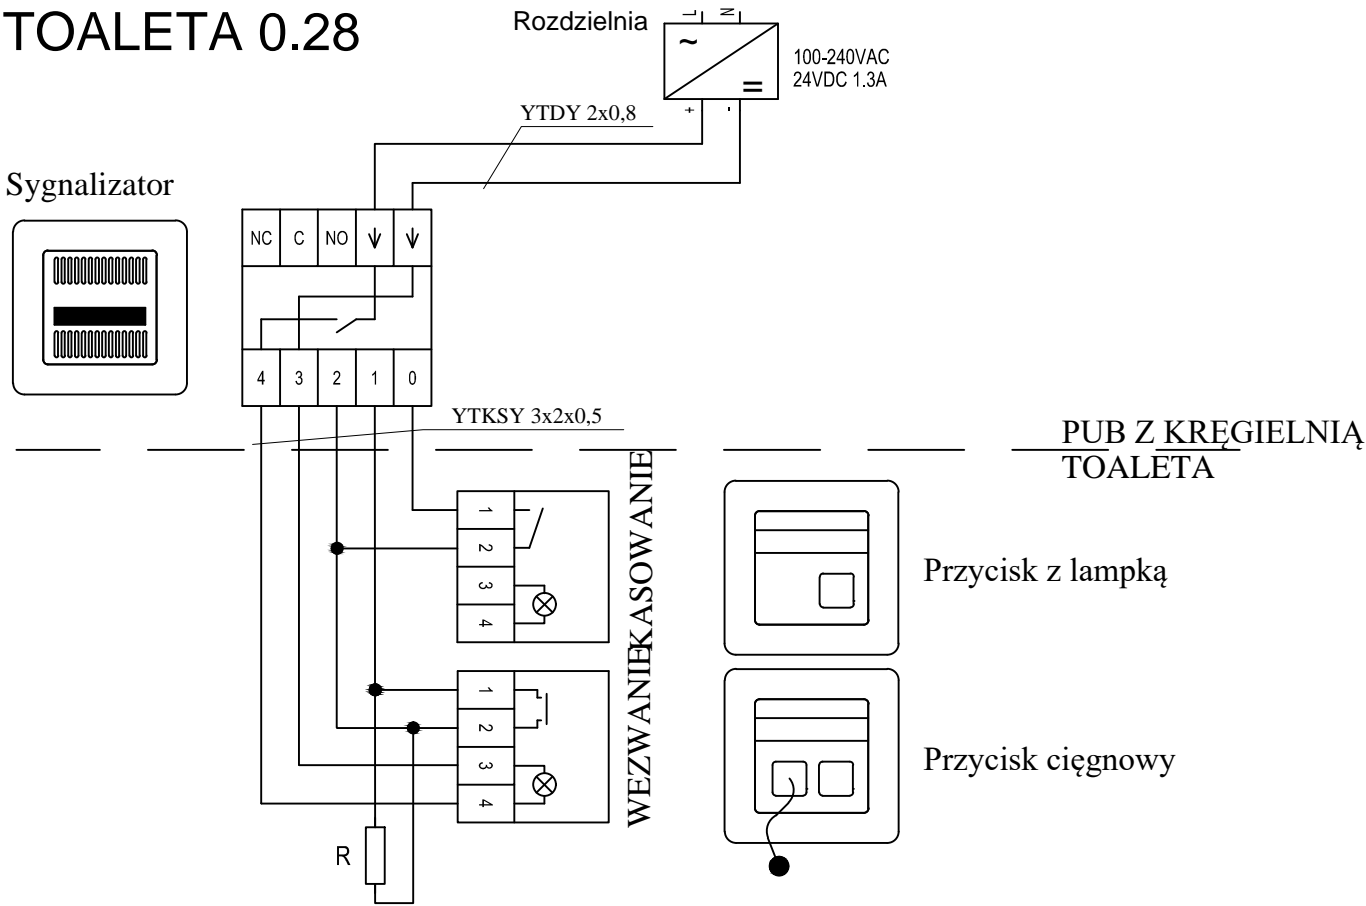 TOALETA 0.28
Rozdzielnia
L N
~
=
100-240VAC
24VDC 1.3A
+ -
YTDY 2x0,8
Sygnalizator
NC C NO
4 3 2 1 0
YTKSY 3x2x0,5
PUB Z KRĘGIELNIĄ
TOALETA
1
2
3
4
KASOWANIE
Przycisk z lampką
1
2
3
4
WEZWANIE
Przycisk cięgnowy
R